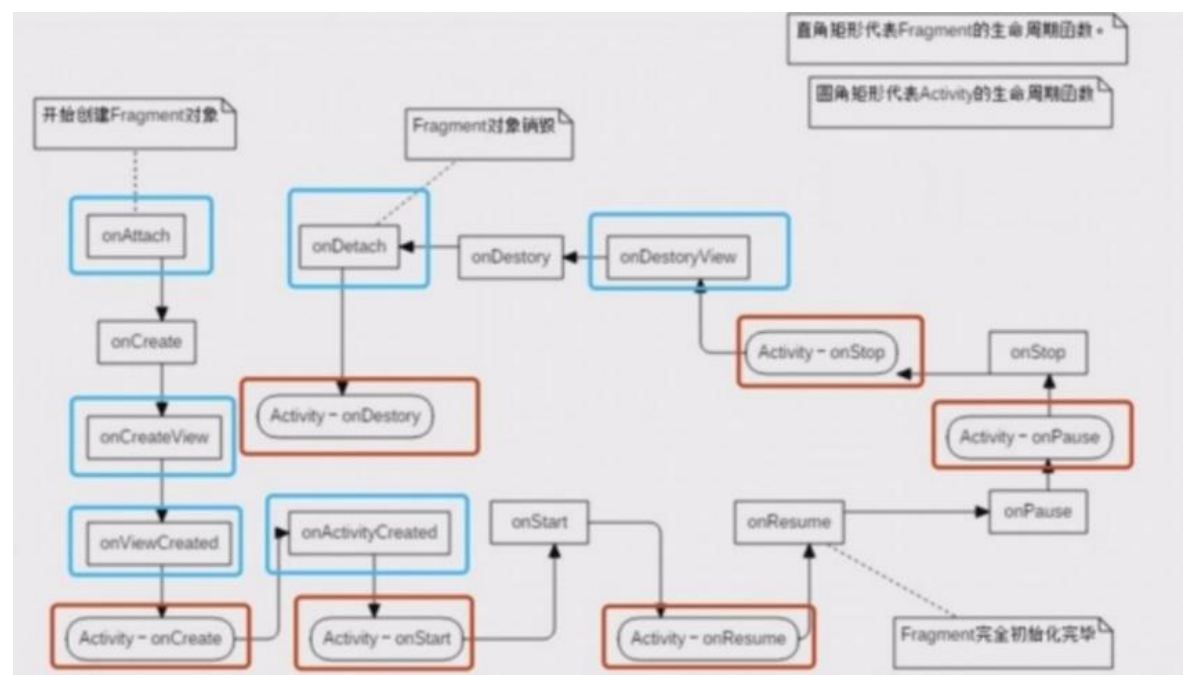 直角矩形代表Fragment的生命周期函数。
圆角矩形代表Activity的生命周期函数
开始创建Fragment对象
Fragment对象销毁
onAttach
onDetach
onDestory
onDestoryView
onCreate
Activity - onStop
onStop
Activity - onDestory
onCreateView
Activity - onPause
onActivityCreated
onStart
onResume
onPause
onViewCreated
Activity - onCreate
Activity - onStart
Activity - onResume
Fragment完全初始化完毕